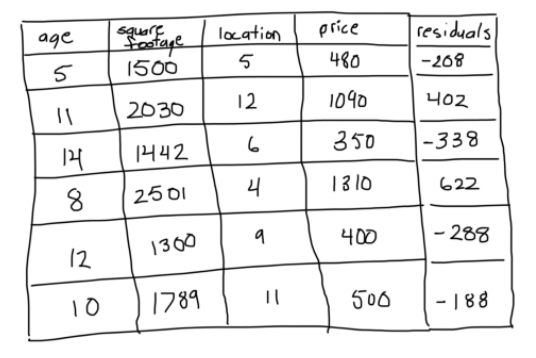 age square footage location price residuals
5 1500 5 480 -208
11 2030 12 1090 402
14 1442 6 350 -338
8 2501 4 1310 622
12 1300 9 400 -288
10 1789 11 500 -188